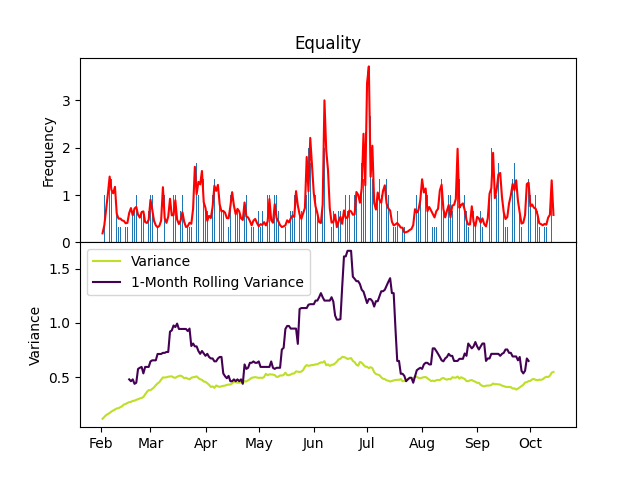 Equality
Frequency
3
2
1
0
Variance
1.5
1.0
0.5
Variance
1-Month Rolling Variance
Feb Mar Apr May Jun Jul Aug Sep Oct